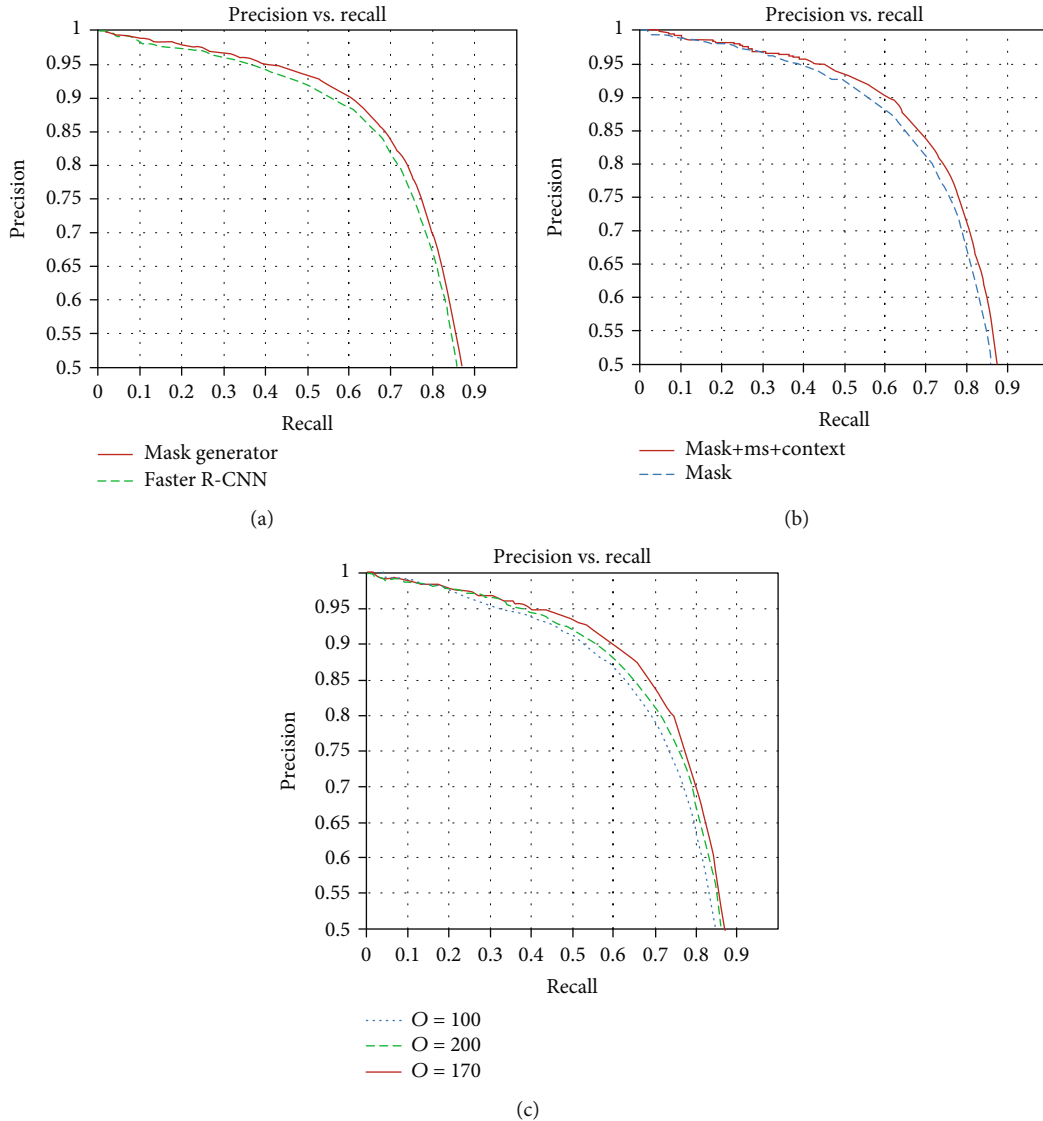 Precision vs. recall
1
0.95
0.9
0.85
0.8
0.75
0.7
0.65
0.6
0.55
0.5
Precision
0 0.1 0.2 0.3 0.4 0.5 0.6 0.7 0.8 0.9
Recall
Mask generator
Faster R-CNN
(a)
Precision vs. recall
1
0.95
0.9
0.85
0.8
0.75
0.7
0.65
0.6
0.55
0.5
Precision
0 0.1 0.2 0.3 0.4 0.5 0.6 0.7 0.8 0.9
Recall
Mask+ms+context
Mask
(b)
Precision vs. recall
1
0.95
0.9
0.85
0.8
0.75
0.7
0.65
0.6
0.55
0.5
Precision
0 0.1 0.2 0.3 0.4 0.5 0.6 0.7 0.8 0.9
Recall
O = 100
O = 200
O = 170
(c)